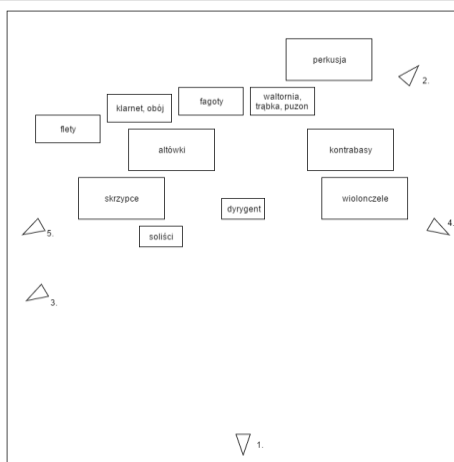 perkusja
2.
waltornia,
trąbka, puzon
fagoty
klarnet, obój
flety
altówki
kontrabasy
skrzypce
wiolonczele
dyrygent
soliści
4.
5.
3.
1.